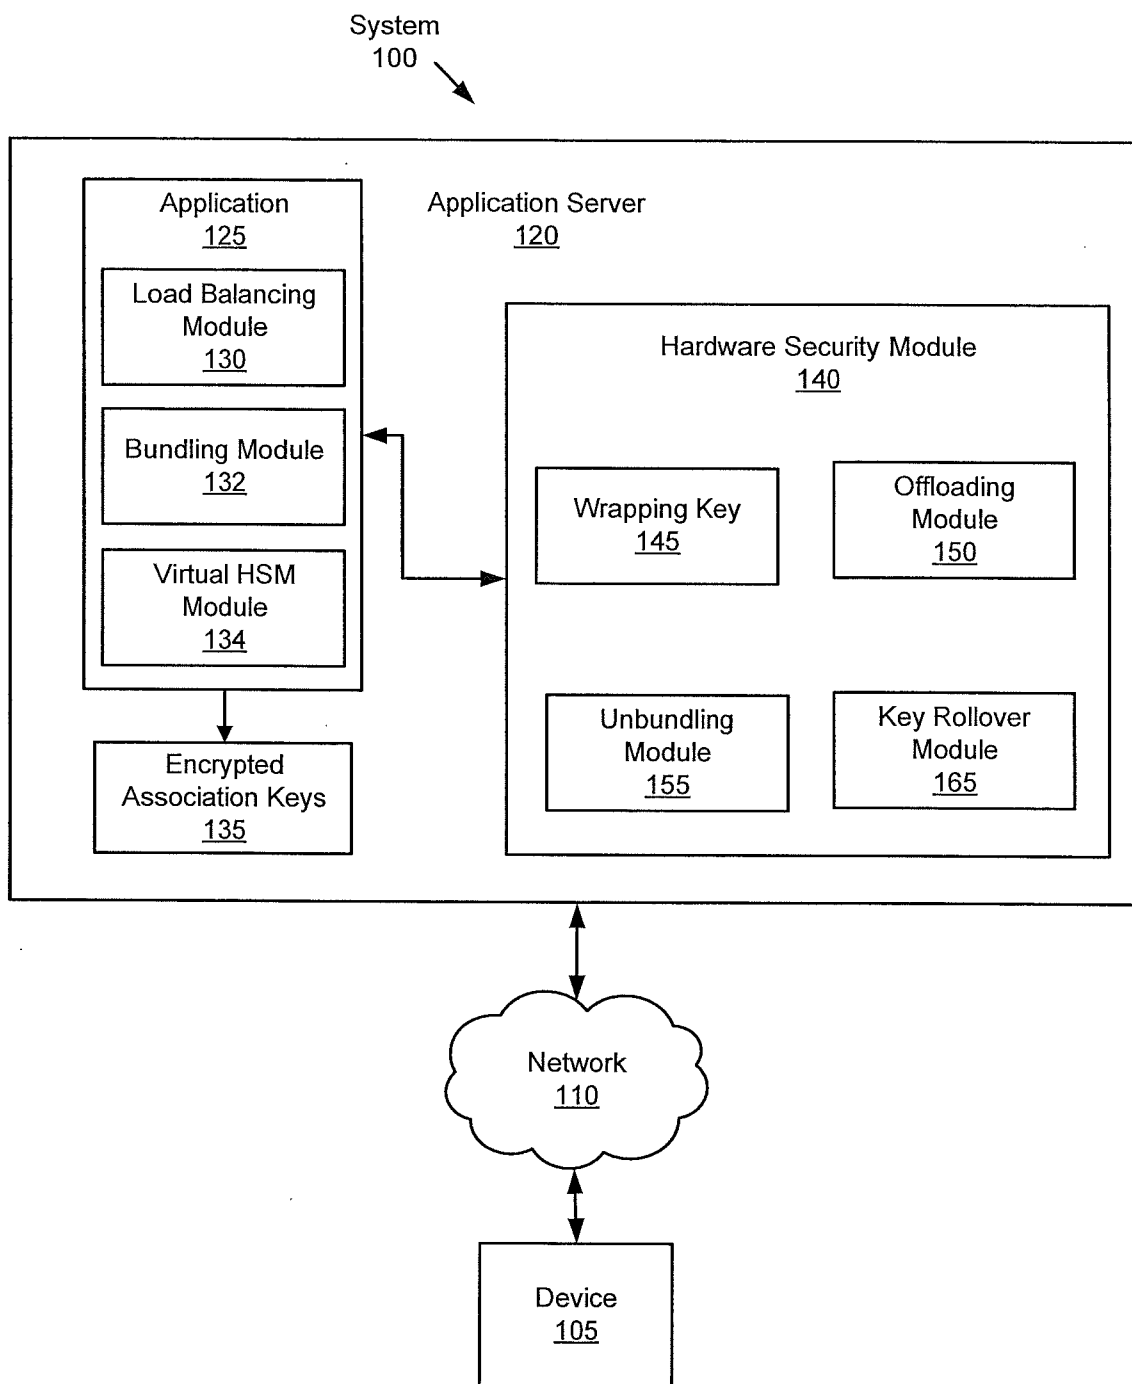 System
100
Application
125
Application Server
120
Load Balancing
Module
130
Bundling Module
132
Virtual HSM
Module
134
Encrypted
Association Keys
135
Hardware Security Module
140
Wrapping Key
145
Offloading
Module
150
Unbundling
Module
155
Key Rollover
Module
165
Network
110
Device
105